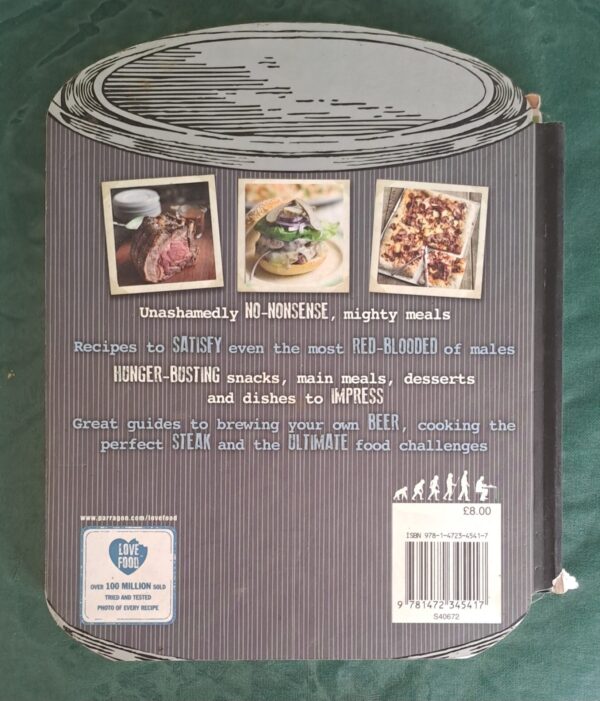 Unashamedly NO-NONSENSE, mighty meals
Recipes to SATISFY even the most RED-BLOODED of males
HUNGER-BUSTING snacks, main meals, desserts
and dishes to IMPRESS
Great guides to brewing your own BEER, cooking the
perfect STEAK and the ULTIMATE food challenges
£8.00
www.parragon.com/lovefood
ISBN 978-1-4723-4541-7
LOVE
FOOD™
OVER 100 MILLION SOLD
TRIED AND TESTED
PHOTO OF EVERY RECIPE
9 781472 345417
S40672